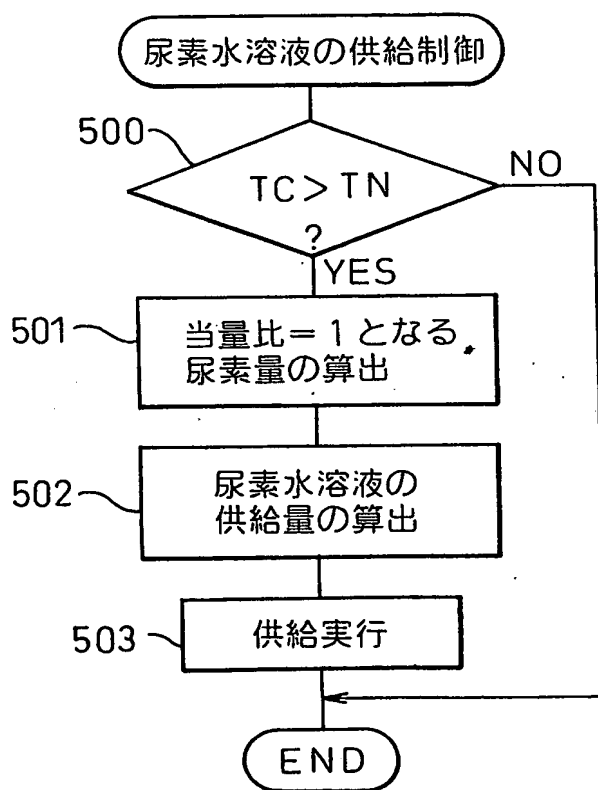 尿素水溶液の供給制御
500
TC>TN
?
NO
YES
501
当量比=1となる
尿素量の算出
502
尿素水溶液の
供給量の算出
503
供給実行
END